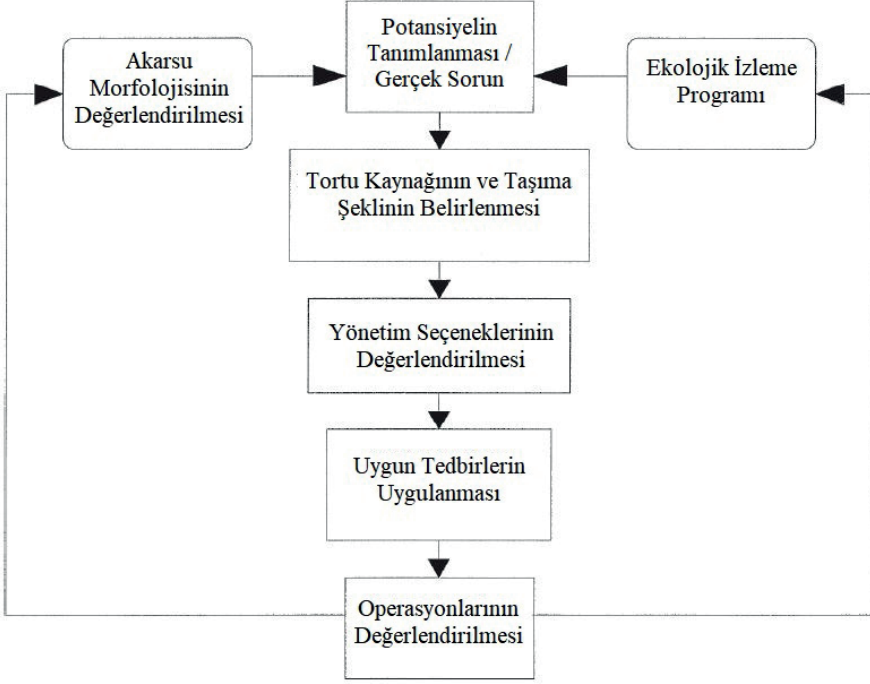 Akarsu
Morfolojisinin
Değerlendirilmesi
Potansiyelin
Tanımlanması /
Gerçek Sorun
Ekolojik İzleme
Programı
Tortu Kaynağının ve Taşıma
Şeklinin Belirlenmesi
Yönetim Seçeneklerinin
Değerlendirilmesi
Uygun Tedbirlerin
Uygulanması
Operasyonlarının
Değerlendirilmesi